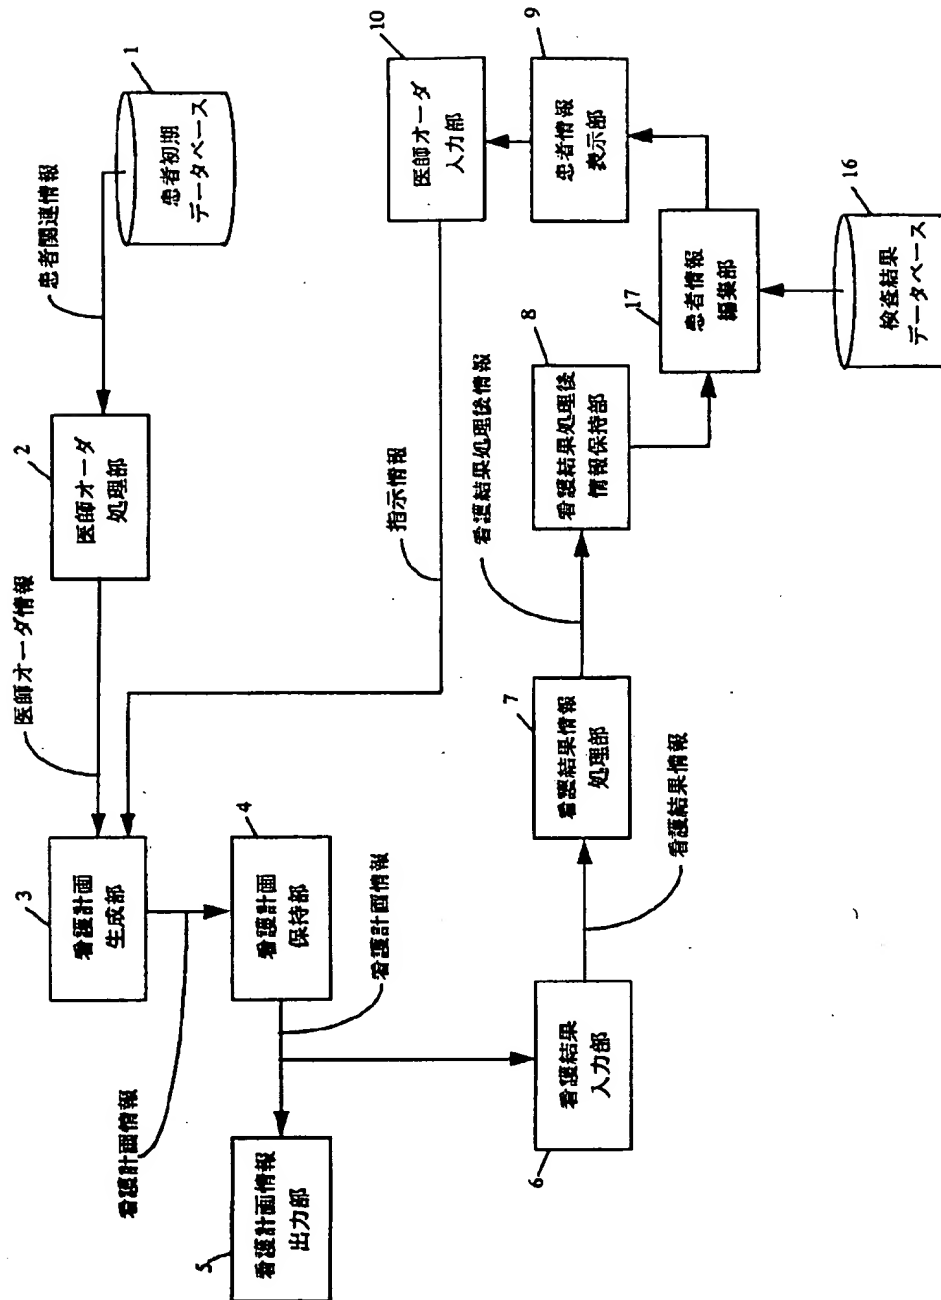 1
患者初期
データベース
患者関連情報
2
医師オーダ
処理部
医師オーダ情報
3
看護計画
生成部
看護計画情報
4
看護計画
保持部
看護計画情報
5
看護計画情報
出力部
6
看護結果
入力部
看護結果情報
7
看護結果情報
処理部
看護結果処理後情報
8
看護結果処理後
情報保持部
17
患者情報
編集部
16
検査結果
データベース
9
患者情報
表示部
10
医師オーダ
入力部
指示情報